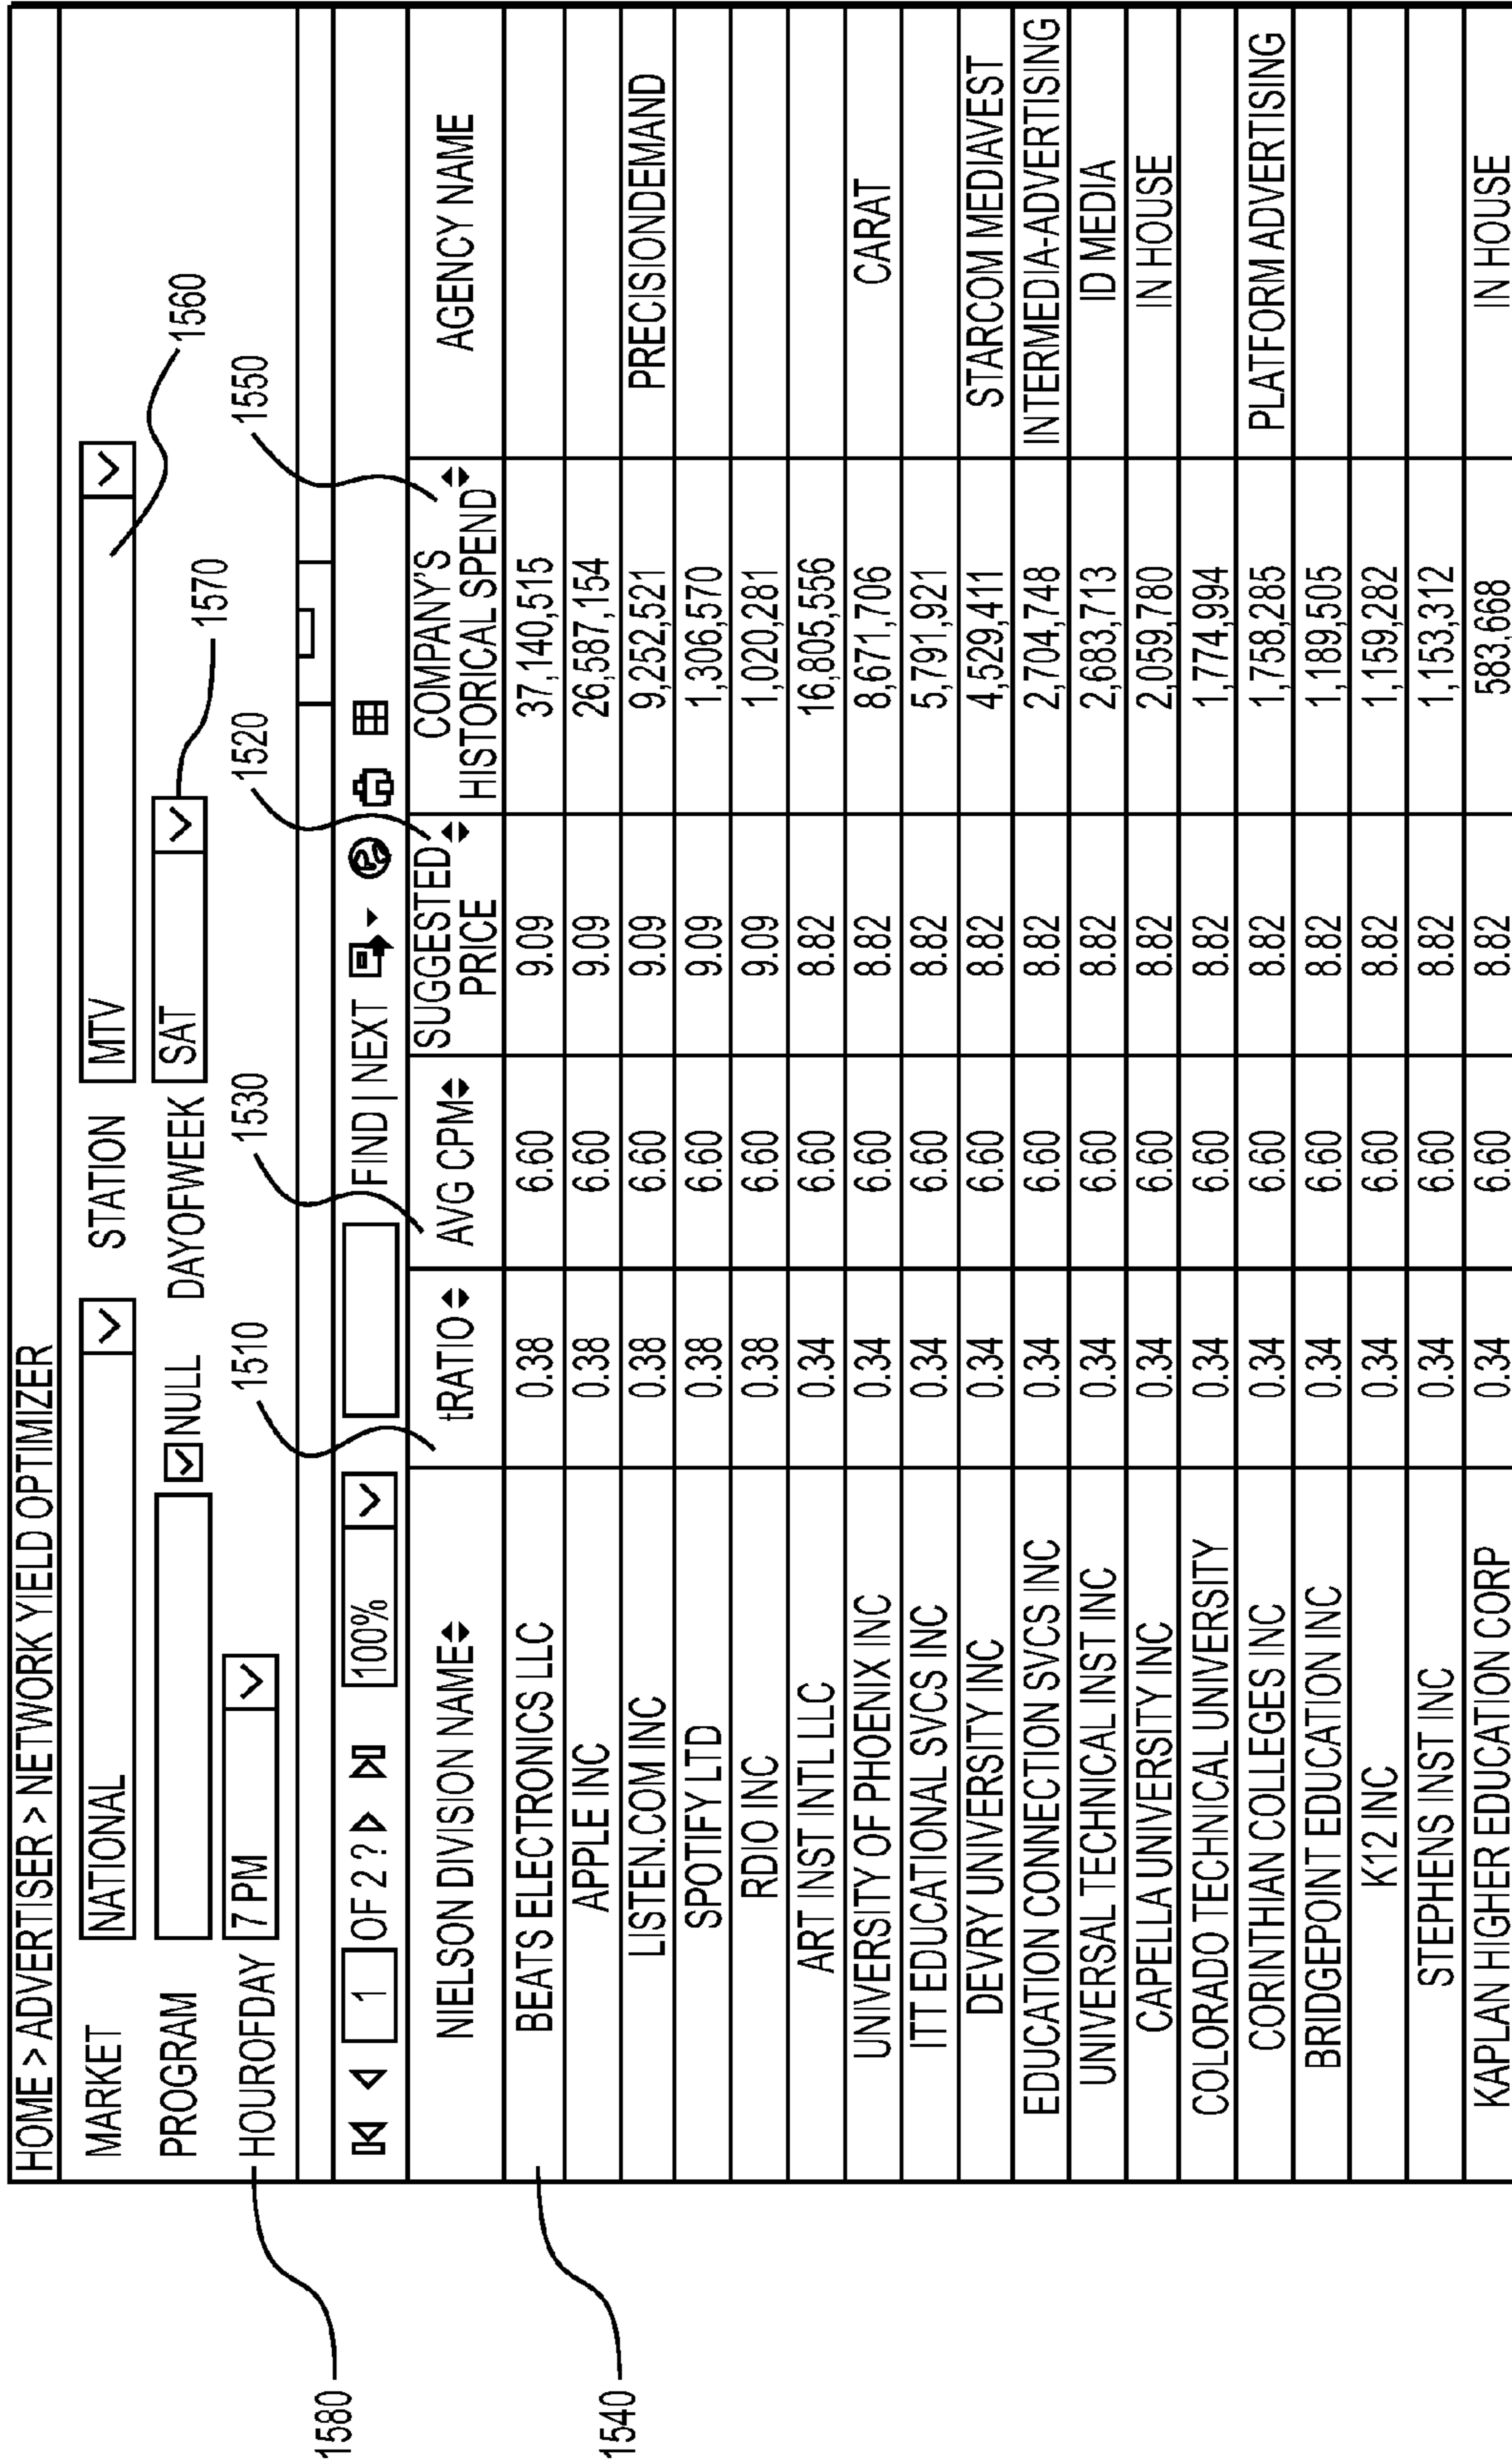 HOME > ADVERTISER > NETWORK YIELD OPTIMIZER
MARKET NATIONAL STATION MTV 1560
PROGRAM NULL DAYOFWEEK SAT 1570
HOUROFDAY 7 PM 1510 1530 1520 1550
1580
1 OF 2 ? 100% FIND | NEXT
NIELSON DIVISION NAME tRATIO AVG CPM SUGGESTED PRICE COMPANY'S HISTORICAL SPEND AGENCY NAME
BEATS ELECTRONICS LLC 0.38 6.60 9.09 37,140,515
APPLE INC 0.38 6.60 9.09 26,587,154
1540
LISTEN.COM INC 0.38 6.60 9.09 9,252,521 PRECISIONDEMAND
SPOTIFY LTD 0.38 6.60 9.09 1,306,570
RDIO INC 0.38 6.60 9.09 1,020,281
ART INST INTL LLC 0.34 6.60 8.82 16,805,556
UNIVERSITY OF PHOENIX INC 0.34 6.60 8.82 8,671,706 CARAT
ITT EDUCATIONAL SVCS INC 0.34 6.60 8.82 5,791,921
DEVRY UNIVERSITY INC 0.34 6.60 8.82 4,529,411 STARCOM MEDIAVEST
EDUCATION CONNECTION SVCS INC 0.34 6.60 8.82 2,704,748 INTERMEDIA-ADVERTISING
UNIVERSAL TECHNICAL INST INC 0.34 6.60 8.82 2,683,713 ID MEDIA
CAPELLA UNIVERSITY INC 0.34 6.60 8.82 2,059,780 IN HOUSE
COLORADO TECHNICAL UNIVERSITY 0.34 6.60 8.82 1,774,994
CORINTHIAN COLLEGES INC 0.34 6.60 8.82 1,758,285 PLATFORM ADVERTISING
BRIDGEPOINT EDUCATION INC 0.34 6.60 8.82 1,189,505
K12 INC 0.34 6.60 8.82 1,159,282
STEPHENS INST INC 0.34 6.60 8.82 1,153,312
KAPLAN HIGHER EDUCATION CORP 0.34 6.60 8.82 583,668 IN HOUSE